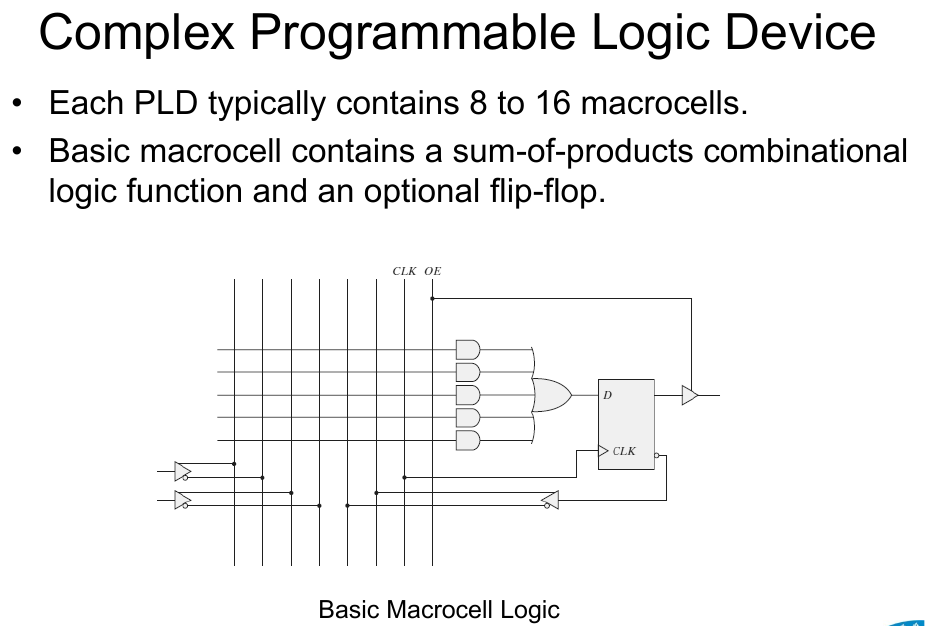 Complex Programmable Logic Device
• Each PLD typically contains 8 to 16 macrocells.
• Basic macrocell contains a sum-of-products combinational
logic function and an optional flip-flop.
CLK OE
D
CLK
Basic Macrocell Logic